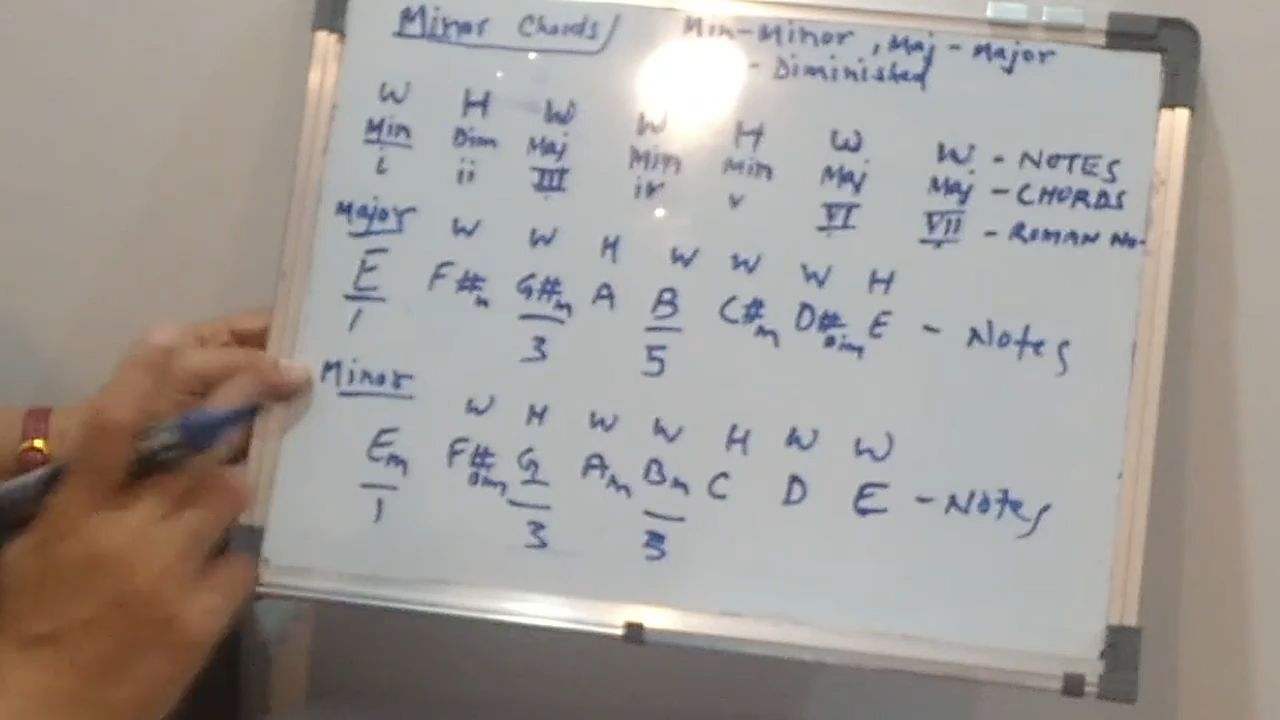 Minor Chords/ Min-Minor, Maj-Major
- Diminished
W H W W H W W - NOTES
Min Dim Maj Min Min Maj Maj - CHORDS
i ii III iv v VI VII - ROMAN NO.
Major W W H W W W H
E F#m G#m A B C#m D#Dim E - Notes
1 3 5
Minor
W H W W H W W
Em F#Dim G Am Bm C D E - Notes
1 3 5